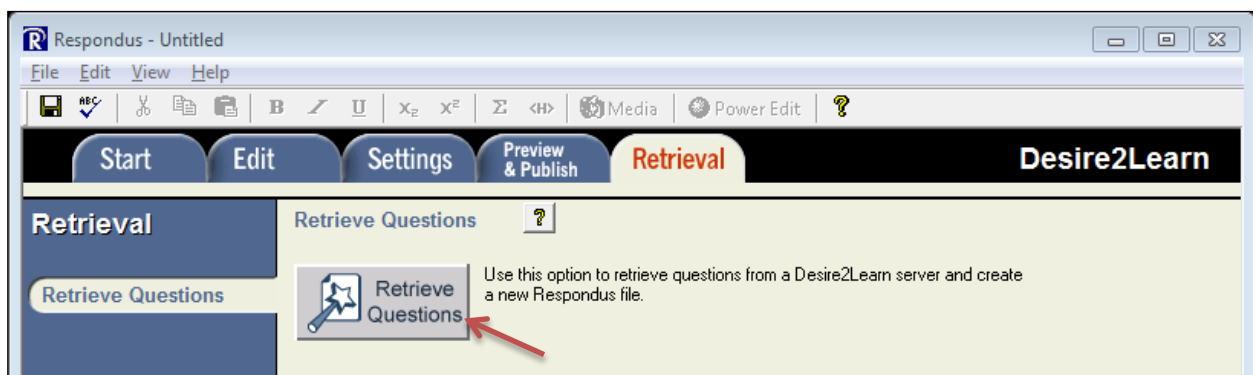 Respondus - Untitled
File Edit View Help
ABC B I U X₂ X² Σ <H> Media Power Edit ?
Start Edit Settings Preview & Publish Retrieval Desire2Learn
Retrieval
Retrieve Questions ?
Retrieve Questions
Retrieve
Questions
Use this option to retrieve questions from a Desire2Learn server and create
a new Respondus file.